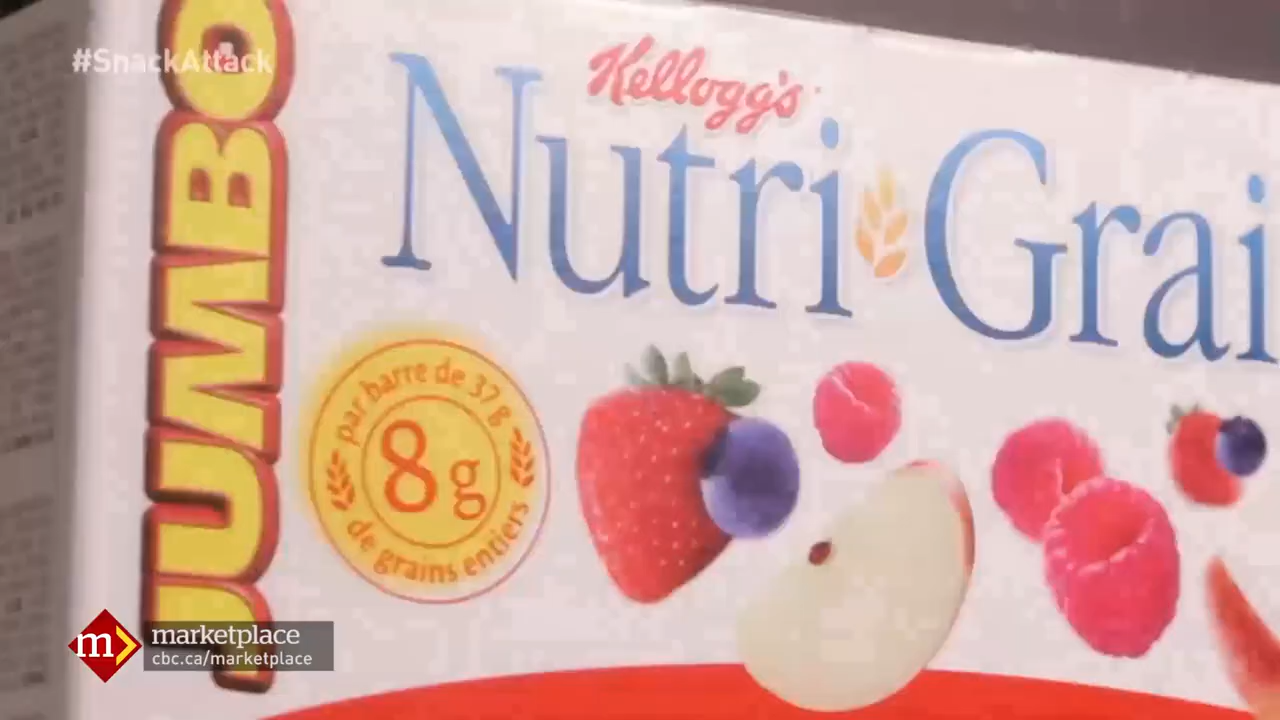 #SnackAttack
JUMBO
Kellogg's
Nutri Grai
par barre de 37 g
8 g
de grains entiers
m
marketplace
cbc.ca/marketplace